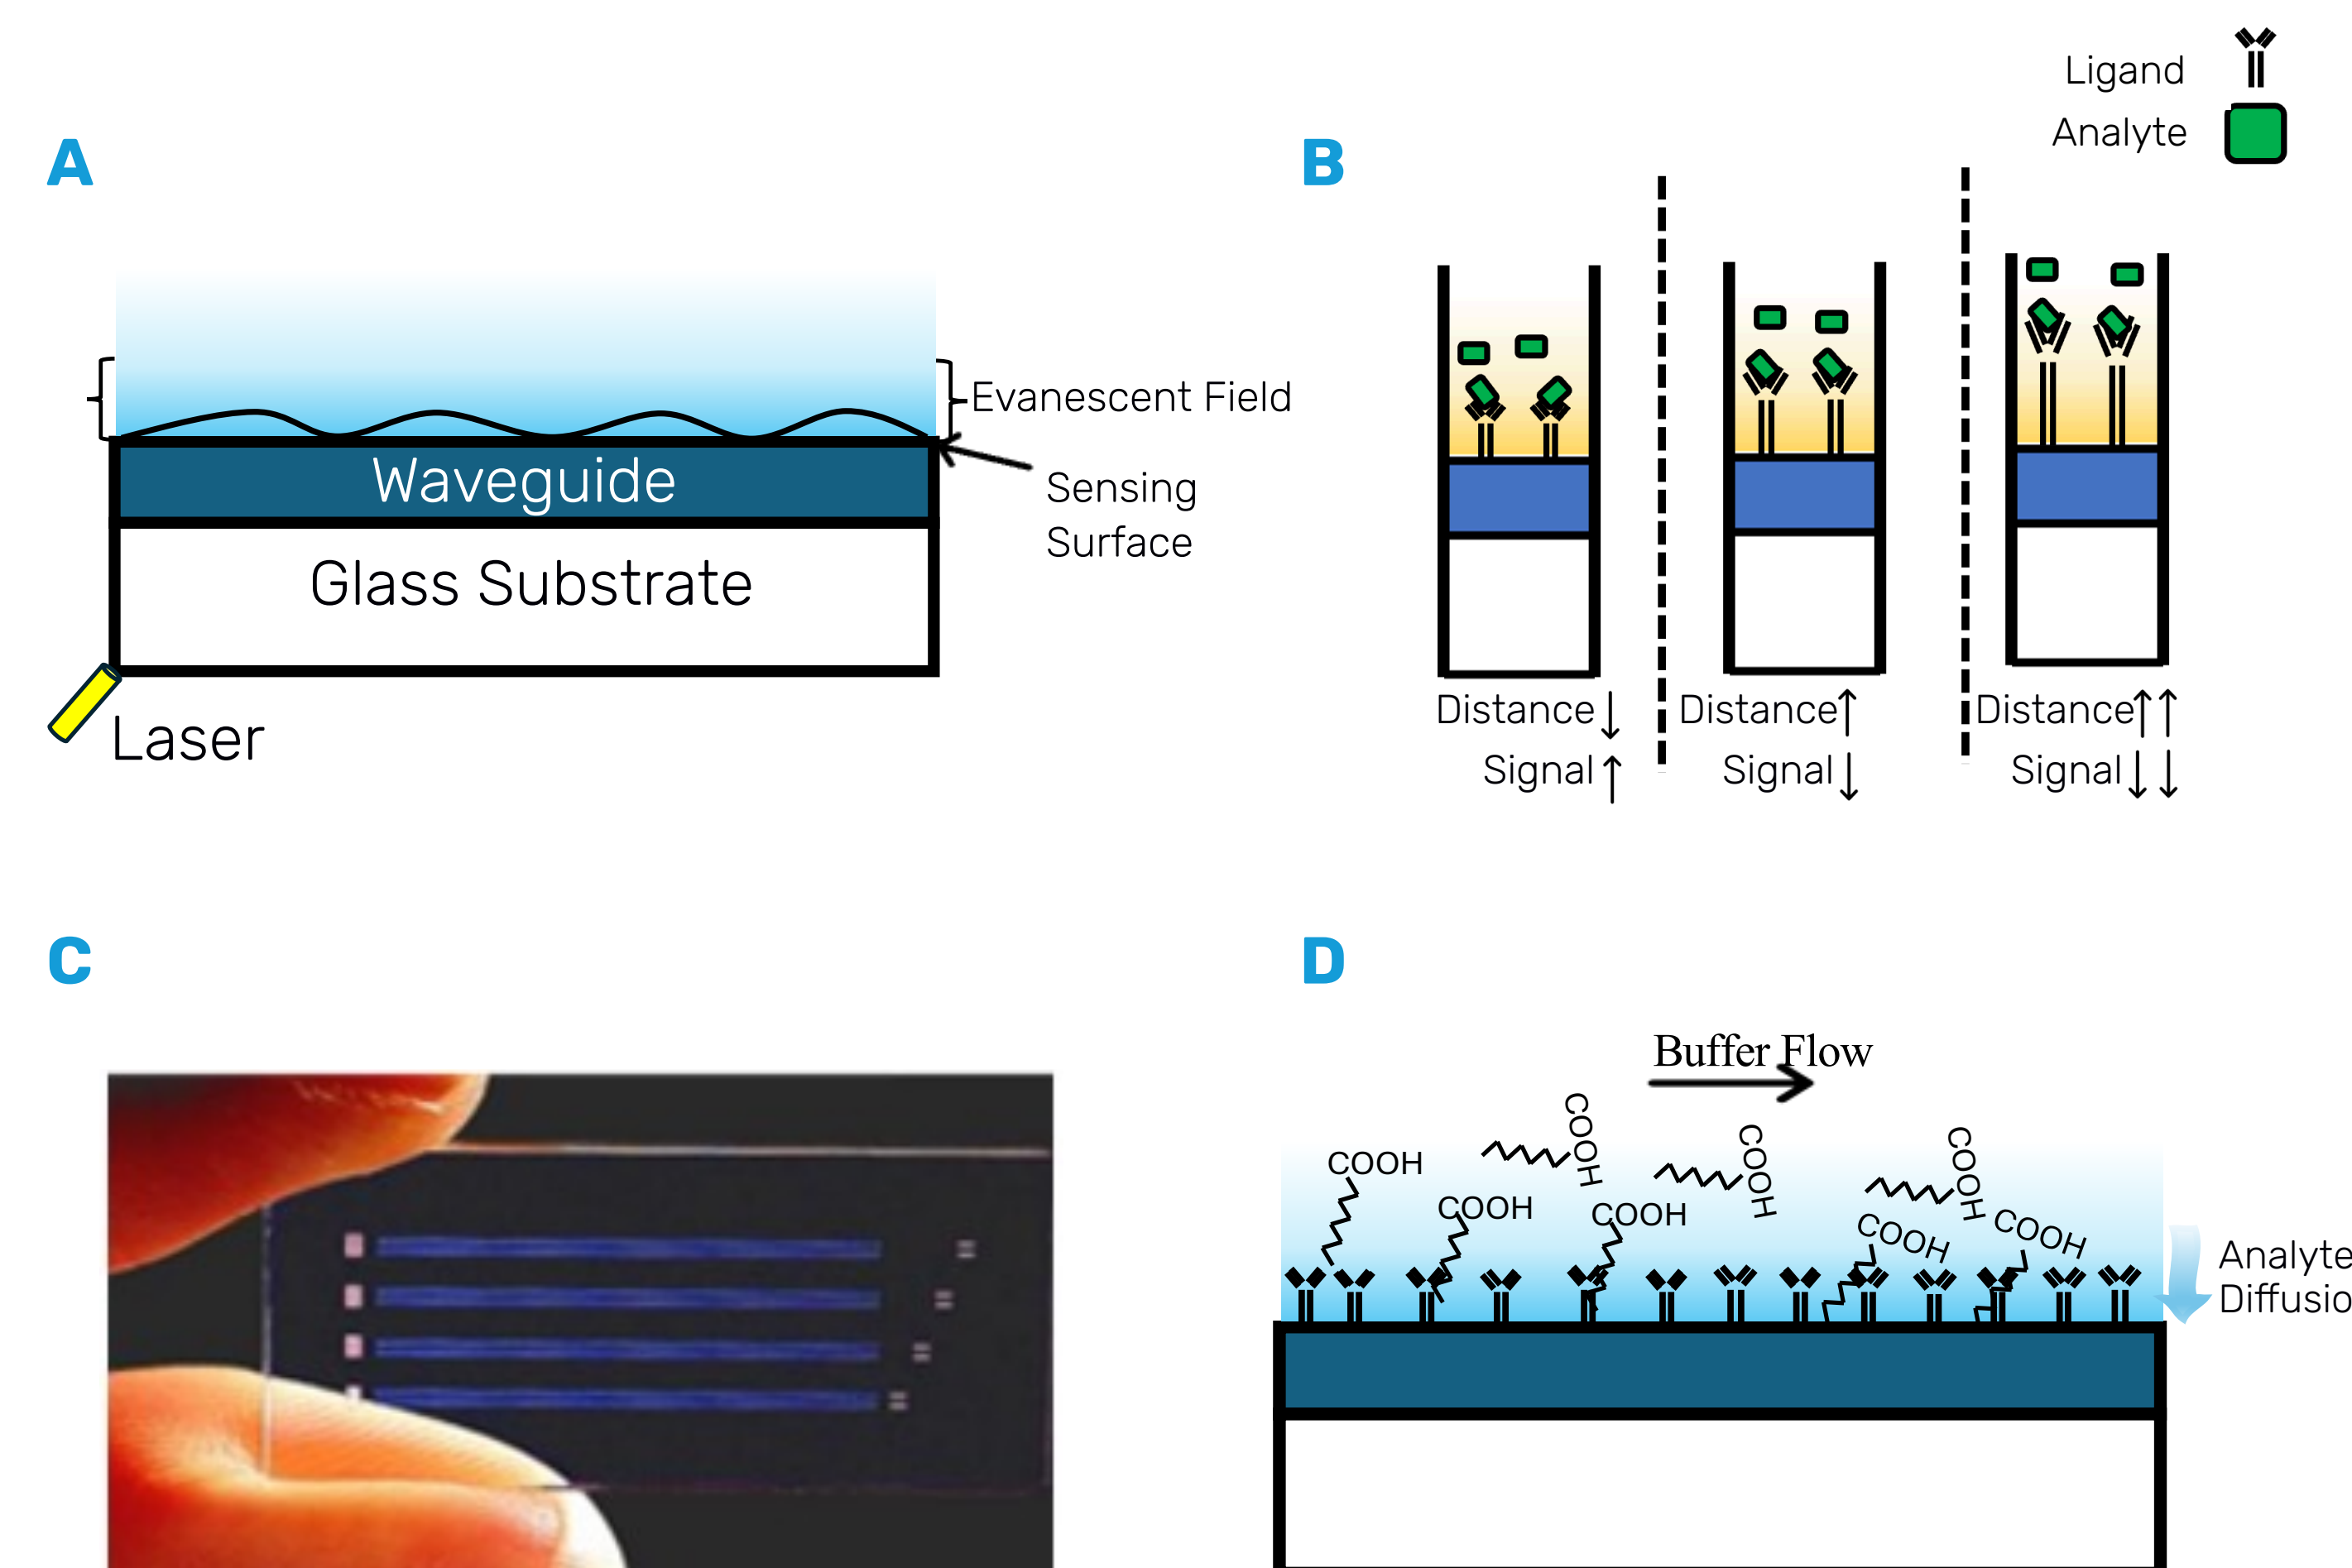 A
Evanescent Field
Waveguide
Sensing
Surface
Glass Substrate
Laser
B
Ligand
Analyte
Distance↓
Signal↑
Distance↑
Signal↓
Distance↑↑
Signal↓↓
C
D
Buffer Flow
COOH
COOH
COOH
COOH
COOH
COOH
COOH
COOH
Analyte
Diffusio